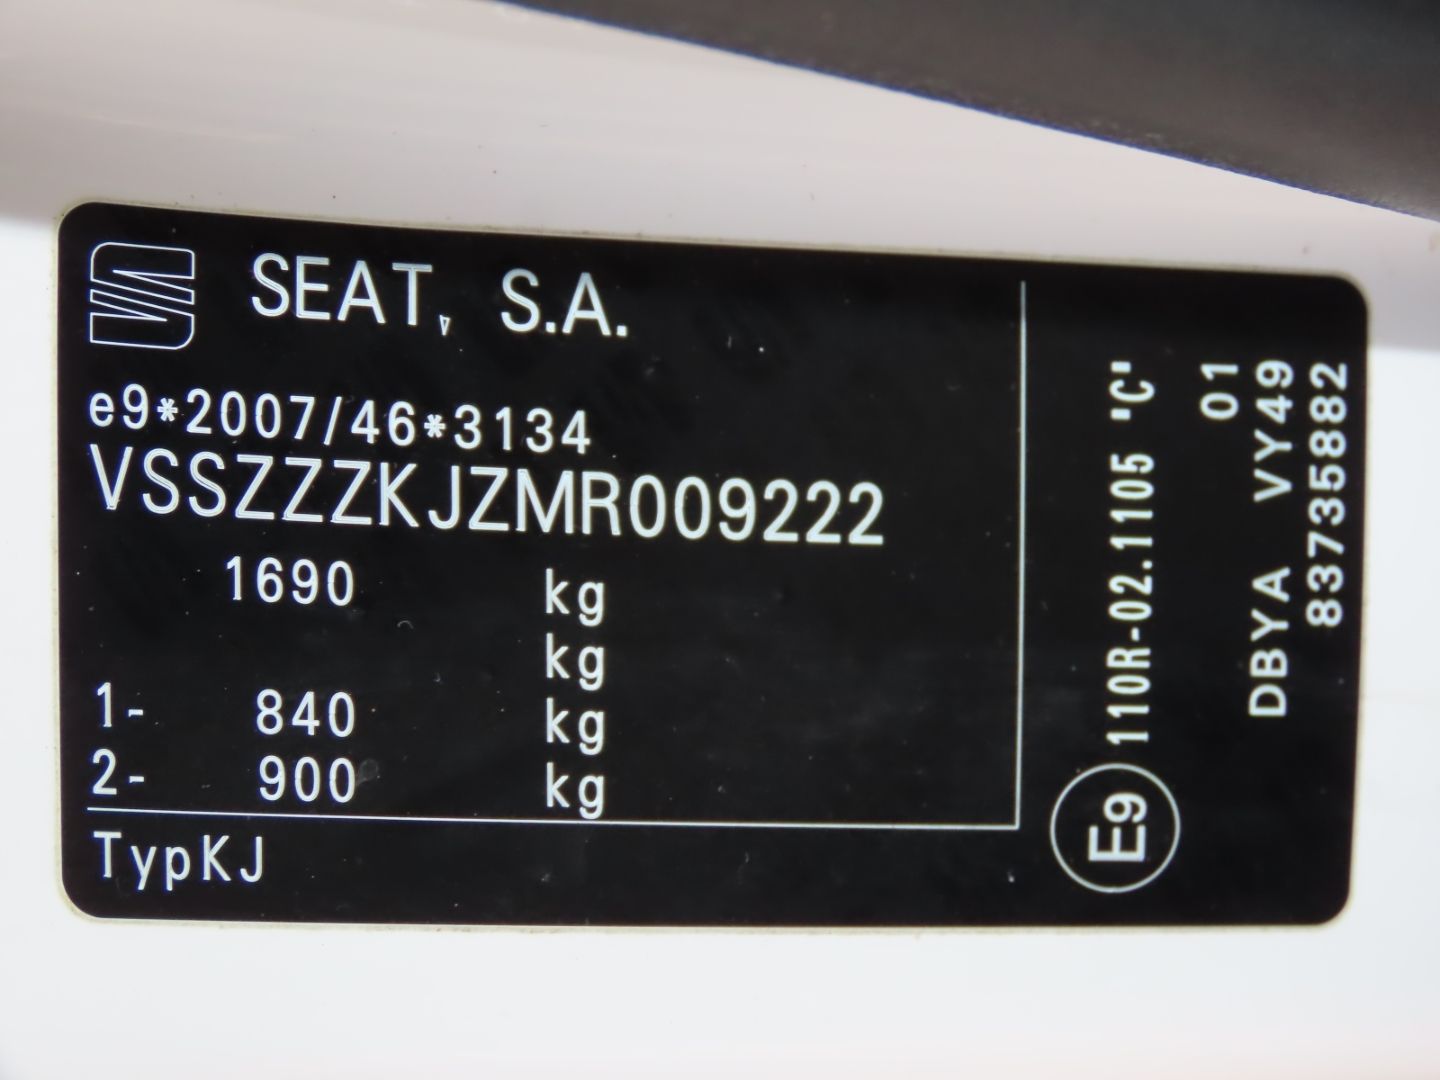 SEAT, S.A.
e9*2007/46*3134
VSSZZZKJZMR009222
1690 kg
kg
1- 840 kg
2- 900 kg
TypKJ
E9 110R-02.1105 "C"
01
DBYA VY49
83735882